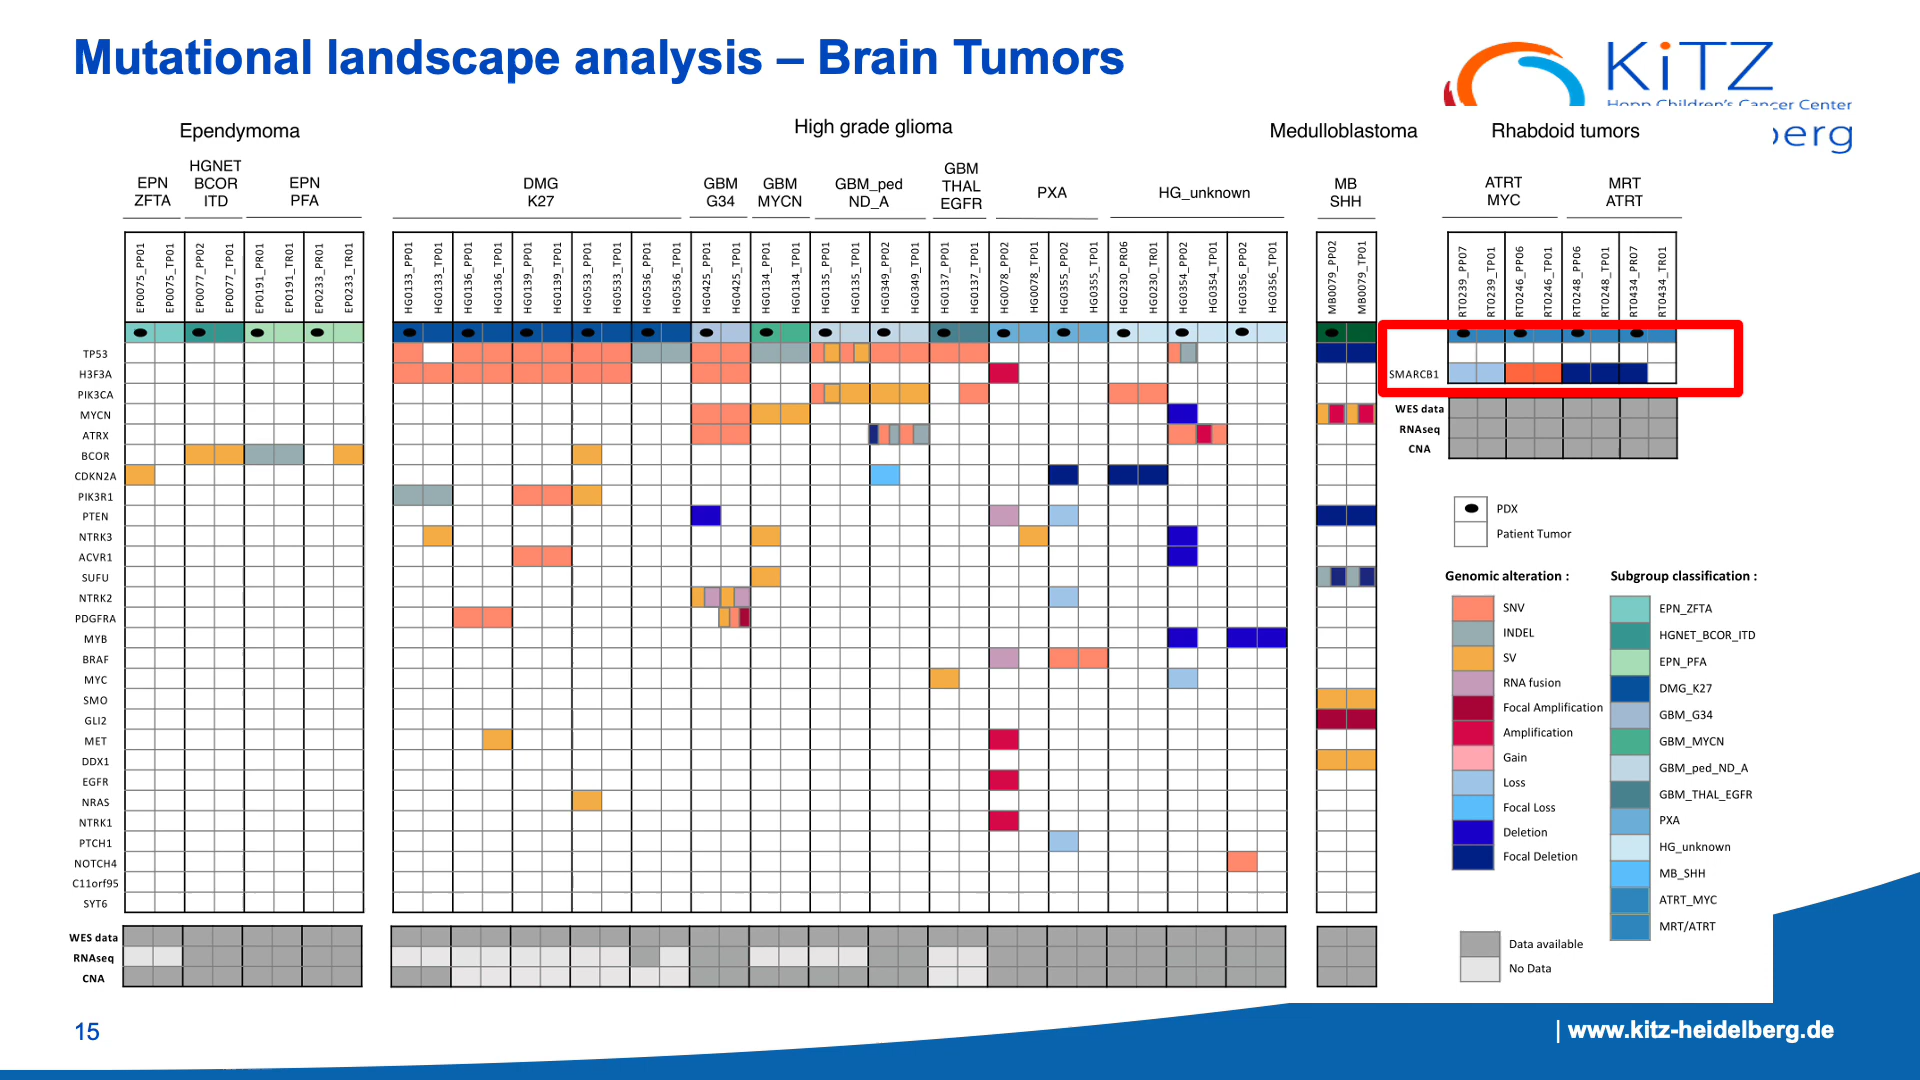 Mutational landscape analysis – Brain Tumors
KiTZ
Hopp Children's Cancer Center
berg
Ependymoma
High grade glioma
Medulloblastoma
Rhabdoid tumors
EPN
ZFTA
HGNET
BCOR
ITD
EPN
PFA
DMG
K27
GBM
G34
GBM
MYCN
GBM_ped
ND_A
GBM
THAL
EGFR
PXA
HG_unknown
MB
SHH
ATRT
MYC
MRT
ATRT
EP0075_PP01
EP0075_TP01
EP0077_PP02
EP0077_TP01
EP0191_PR01
EP0191_TR01
EP0233_PR01
EP0233_TR01
HG0133_PP01
HG0133_TP01
HG0136_PP01
HG0136_TP01
HG0139_PP01
HG0139_TP01
HG0533_PP01
HG0533_TP01
HG0536_PP01
HG0536_TP01
HG0425_PP01
HG0425_TP01
HG0134_PP01
HG0134_TP01
HG0135_PP01
HG0135_TP01
HG0349_PP02
HG0349_TP01
HG0137_PP01
HG0137_TP01
HG0078_PP02
HG0078_TP01
HG0355_PP02
HG0355_TP01
HG0230_PR06
HG0230_TR01
HG0354_PP02
HG0354_TP01
HG0356_PP02
HG0356_TP01
MB0079_PP02
MB0079_TP01
RT0239_PP07
RT0239_TP01
RT0246_PP06
RT0246_TP01
RT0248_PP06
RT0248_TP01
RT0434_PR07
RT0434_TR01
TP53
H3F3A
PIK3CA
MYCN
ATRX
BCOR
CDKN2A
PIK3R1
PTEN
NTRK3
ACVR1
SUFU
NTRK2
PDGFRA
MYB
BRAF
MYC
SMO
GLI2
MET
DDX1
EGFR
NRAS
NTRK1
PTCH1
NOTCH4
C11orf95
SYT6
WES data
RNAseq
CNA
SMARCB1
WES data
RNAseq
CNA
PDX
Patient Tumor
Genomic alteration :
SNV
INDEL
SV
RNA fusion
Focal Amplification
Amplification
Gain
Loss
Focal Loss
Deletion
Focal Deletion
Subgroup classification :
EPN_ZFTA
HGNET_BCOR_ITD
EPN_PFA
DMG_K27
GBM_G34
GBM_MYCN
GBM_ped_ND_A
GBM_THAL_EGFR
PXA
HG_unknown
MB_SHH
ATRT_MYC
MRT/ATRT
Data available
No Data
15
| www.kitz-heidelberg.de